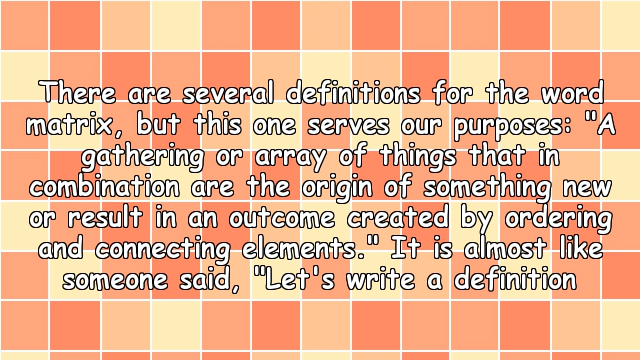 There are several definitions for the word
matrix, but this one serves our purposes: "A
gathering or array of things that in
combination are the origin of something new
or result in an outcome created by ordering
and connecting elements." It is almost like
someone said, "Let's write a definition